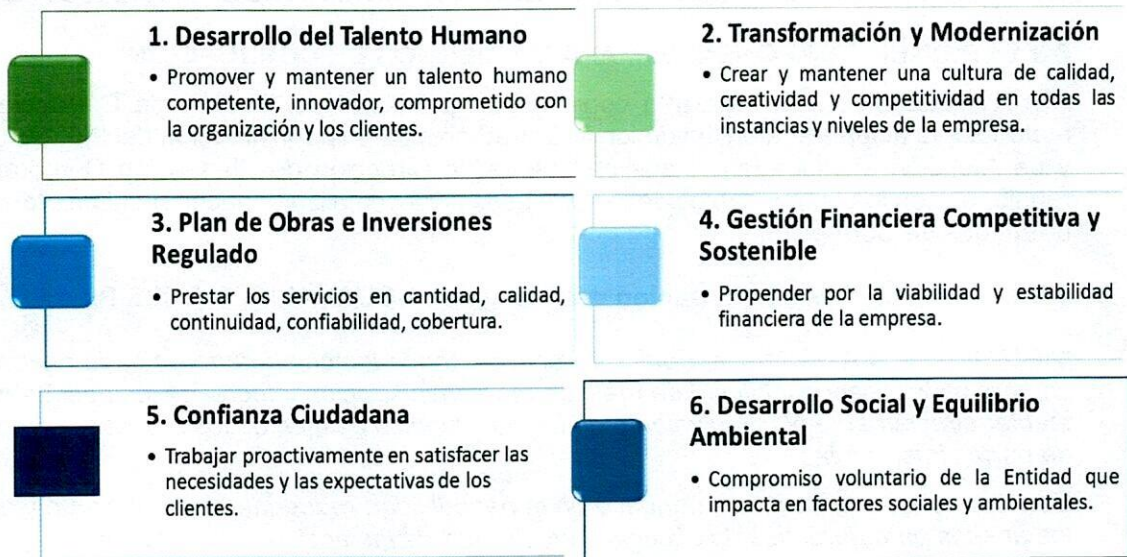 1. Desarrollo del Talento Humano
• Promover y mantener un talento humano
competente, innovador, comprometido con
la organización y los clientes.
2. Transformación y Modernización
• Crear y mantener una cultura de calidad,
creatividad y competitividad en todas las
instancias y niveles de la empresa.
3. Plan de Obras e Inversiones
Regulado
• Prestar los servicios en cantidad, calidad,
continuidad, confiabilidad, cobertura.
4. Gestión Financiera Competitiva y
Sostenible
• Propender por la viabilidad y estabilidad
financiera de la empresa.
5. Confianza Ciudadana
• Trabajar proactivamente en satisfacer las
necesidades y las expectativas de los
clientes.
6. Desarrollo Social y Equilibrio
Ambiental
• Compromiso voluntario de la Entidad que
impacta en factores sociales y ambientales.